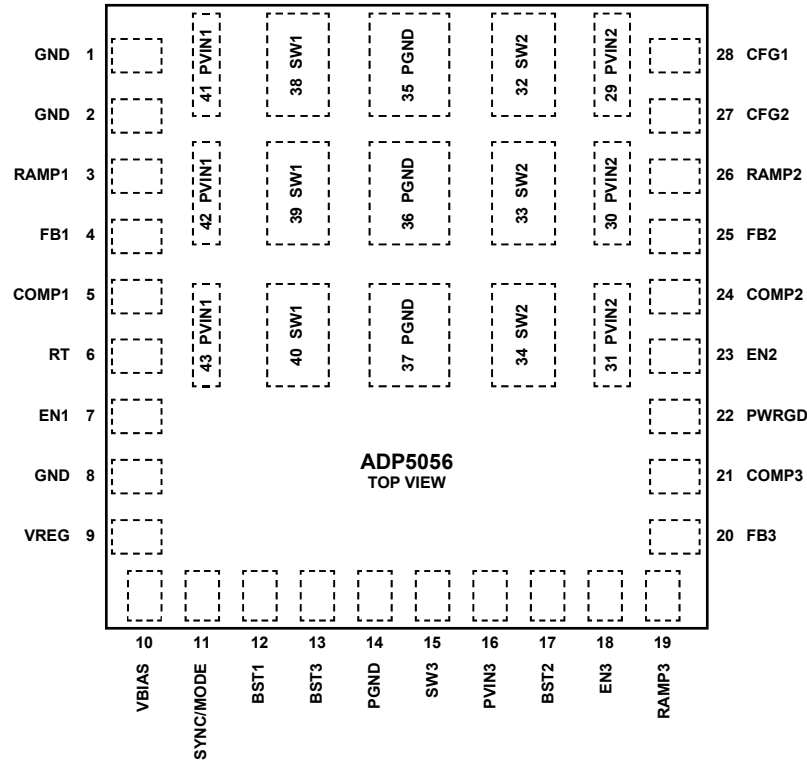 GND 1
GND 2
RAMP1 3
FB1 4
COMP1 5
RT 6
EN1 7
GND 8
VREG 9
41 PVIN1
38 SW1
35 PGND
32 SW2
29 PVIN2
42 PVIN1
39 SW1
36 PGND
33 SW2
30 PVIN2
43 PVIN1
40 SW1
37 PGND
34 SW2
31 PVIN2
28 CFG1
27 CFG2
26 RAMP2
25 FB2
24 COMP2
23 EN2
22 PWRGD
21 COMP3
20 FB3
ADP5056
TOP VIEW
10 VBIAS
11 SYNC/MODE
12 BST1
13 BST3
14 PGND
15 SW3
16 PVIN3
17 BST2
18 EN3
19 RAMP3